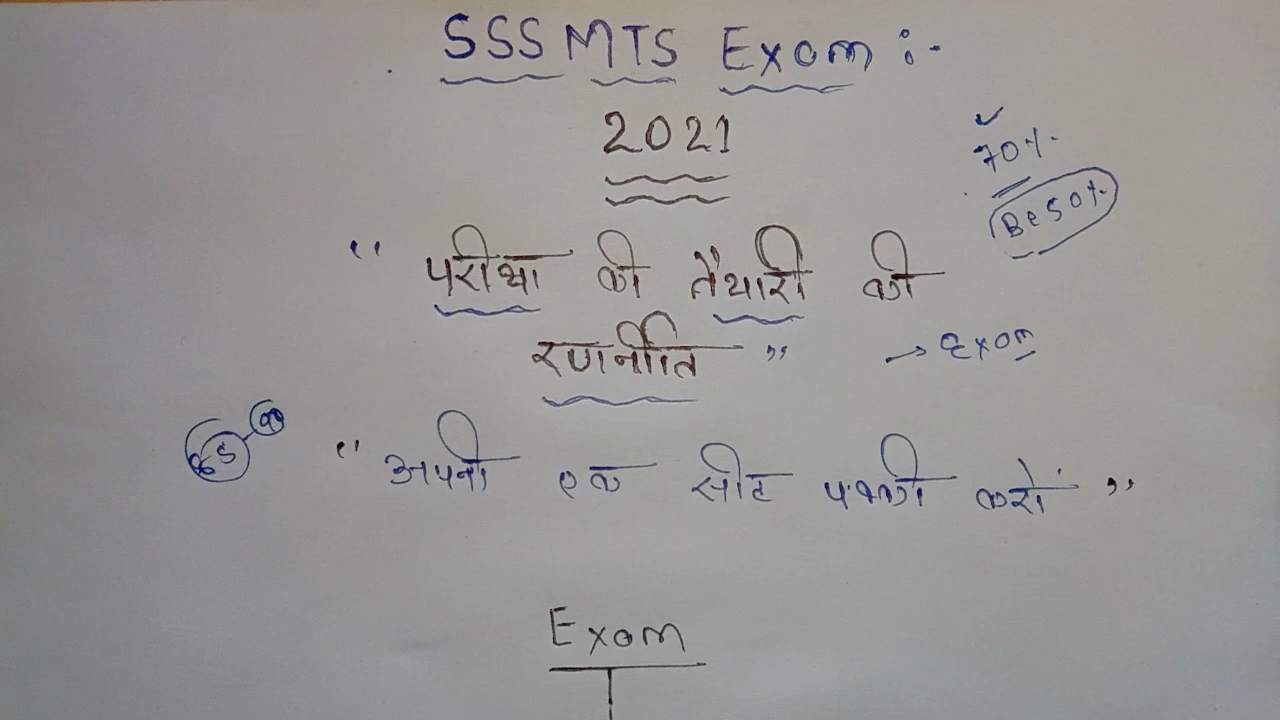 SSS MTS Exam :-
2021
70%.
Be 50%.
“ परीक्षा की तैयारी की
रणनीति ”
→ Exam
“ अपनी एक सीट पक्की करों ”
Exam